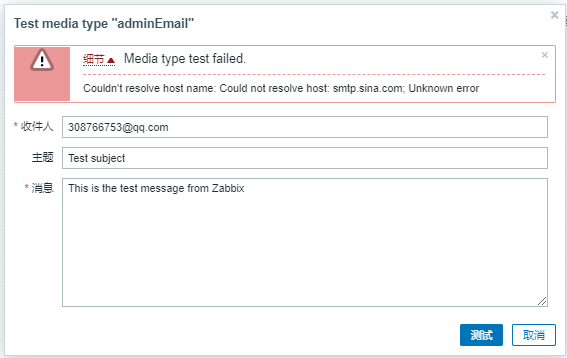 Test media type "adminEmail"
细节 Media type test failed.
Couldn't resolve host name: Could not resolve host: smtp.sina.com; Unknown error
* 收件人 308766753@qq.com
主题 Test subject
* 消息 This is the test message from Zabbix
测试 取消